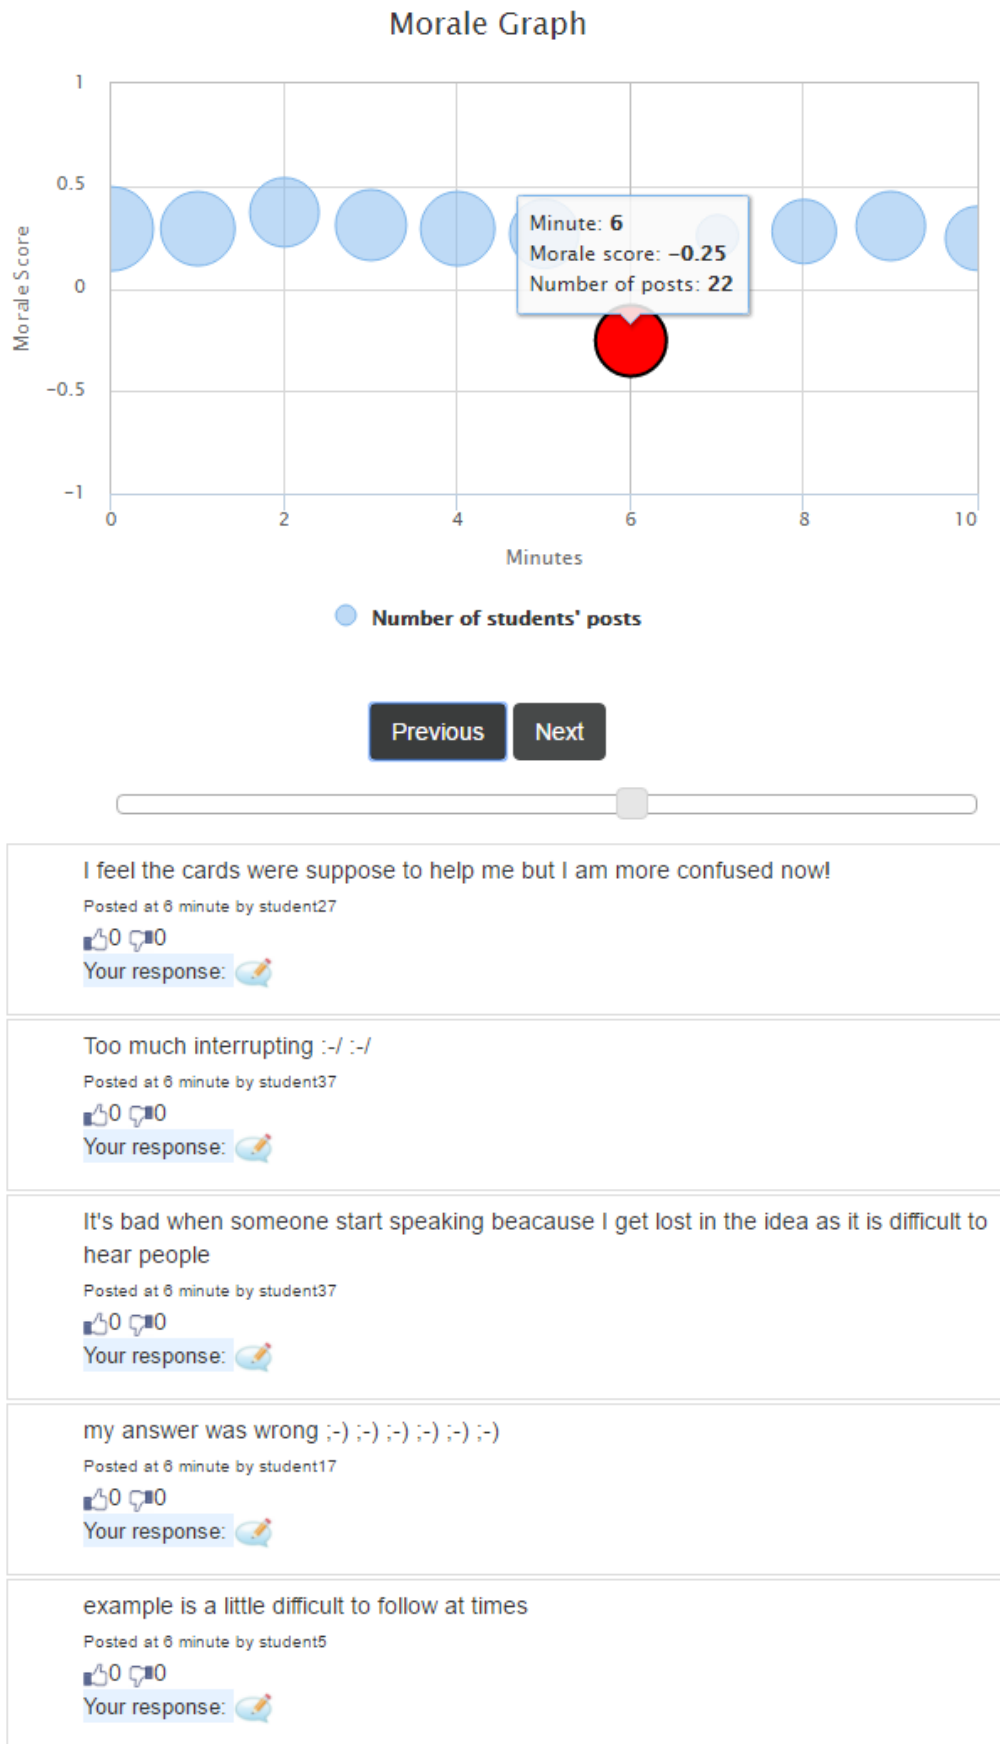 Morale Graph
1
0.5
0
−0.5
−1
Morale Score
Minute: 6
Morale score: −0.25
Number of posts: 22
0 2 4 6 8 10
Minutes
Number of students' posts
Previous Next
I feel the cards were suppose to help me but I am more confused now!
Posted at 6 minute by student27
0 0
Your response:
Too much interrupting :-/ :-/
Posted at 6 minute by student37
0 0
Your response:
It's bad when someone start speaking beacause I get lost in the idea as it is difficult to
hear people
Posted at 6 minute by student37
0 0
Your response:
my answer was wrong ;-) ;-) ;-) ;-) ;-) ;-)
Posted at 6 minute by student17
0 0
Your response:
example is a little difficult to follow at times
Posted at 6 minute by student5
0 0
Your response: